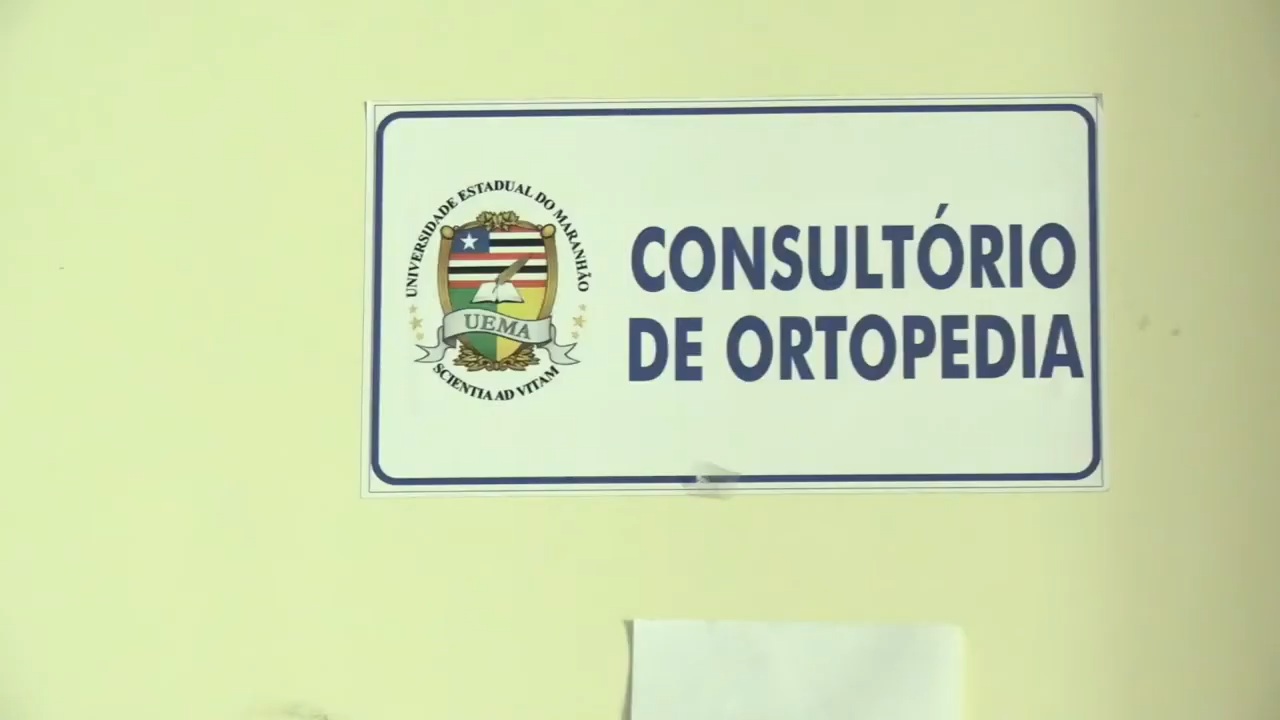 UNIVERSIDADE ESTADUAL DO MARANHÃO
UEMA
SCIENTIA AD VITAM
CONSULTÓRIO
DE ORTOPEDIA